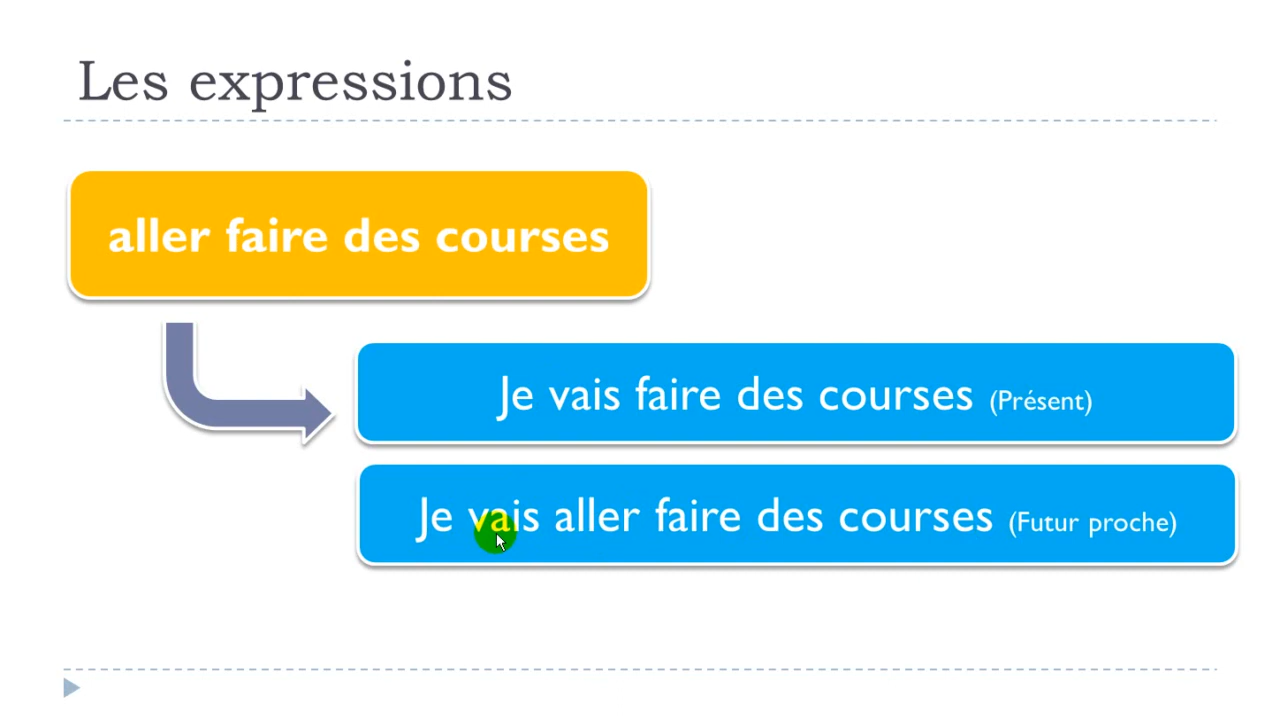 Les expressions
aller faire des courses
Je vais faire des courses (Présent)
Je vais aller faire des courses (Futur proche)